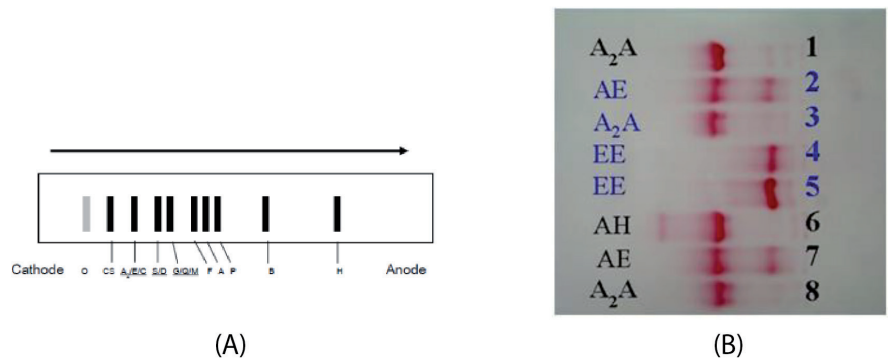 Cathode O CS A₂/E/C S/D G/Q/M F A P B H Anode
(A)
A₂A 1
AE 2
A₂A 3
EE 4
EE 5
AH 6
AE 7
A₂A 8
(B)